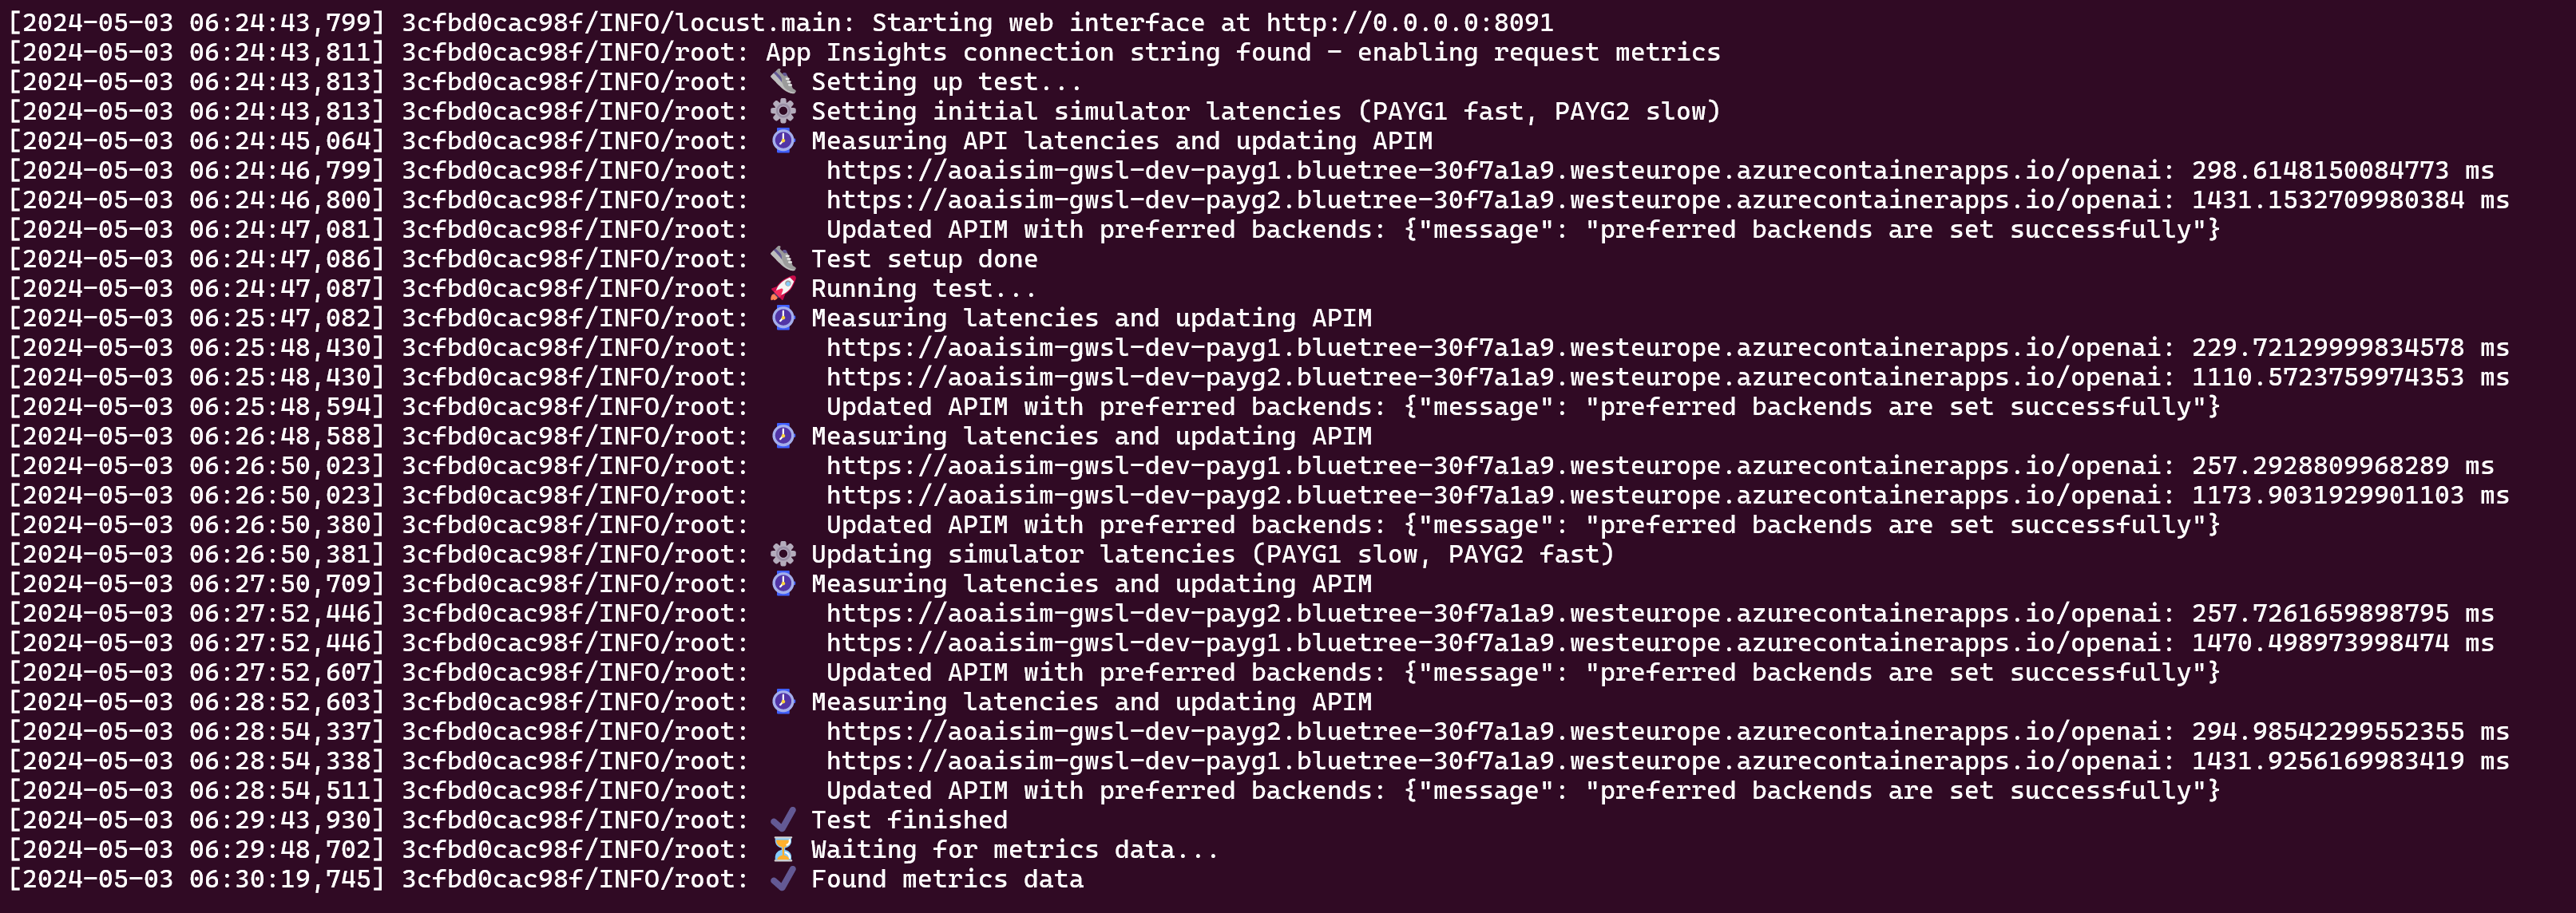 [2024-05-03 06:24:43,799] 3cfbd0cac98f/INFO/locust.main: Starting web interface at http://0.0.0.0:8091
[2024-05-03 06:24:43,811] 3cfbd0cac98f/INFO/root: App Insights connection string found - enabling request metrics
[2024-05-03 06:24:43,813] 3cfbd0cac98f/INFO/root: 👟 Setting up test...
[2024-05-03 06:24:43,813] 3cfbd0cac98f/INFO/root: ⚙️ Setting initial simulator latencies (PAYG1 fast, PAYG2 slow)
[2024-05-03 06:24:45,064] 3cfbd0cac98f/INFO/root: ⌚ Measuring API latencies and updating APIM
[2024-05-03 06:24:46,799] 3cfbd0cac98f/INFO/root:     https://aoaisim-gwsl-dev-payg1.bluetree-30f7a1a9.westeurope.azurecontainerapps.io/openai: 298.6148150084773 ms
[2024-05-03 06:24:46,800] 3cfbd0cac98f/INFO/root:     https://aoaisim-gwsl-dev-payg2.bluetree-30f7a1a9.westeurope.azurecontainerapps.io/openai: 1431.1532709980384 ms
[2024-05-03 06:24:47,081] 3cfbd0cac98f/INFO/root:     Updated APIM with preferred backends: {"message": "preferred backends are set successfully"}
[2024-05-03 06:24:47,086] 3cfbd0cac98f/INFO/root: 👟 Test setup done
[2024-05-03 06:24:47,087] 3cfbd0cac98f/INFO/root: 🚀 Running test...
[2024-05-03 06:25:47,082] 3cfbd0cac98f/INFO/root: ⌚ Measuring latencies and updating APIM
[2024-05-03 06:25:48,430] 3cfbd0cac98f/INFO/root:     https://aoaisim-gwsl-dev-payg1.bluetree-30f7a1a9.westeurope.azurecontainerapps.io/openai: 229.72129999834578 ms
[2024-05-03 06:25:48,430] 3cfbd0cac98f/INFO/root:     https://aoaisim-gwsl-dev-payg2.bluetree-30f7a1a9.westeurope.azurecontainerapps.io/openai: 1110.5723759974353 ms
[2024-05-03 06:25:48,594] 3cfbd0cac98f/INFO/root:     Updated APIM with preferred backends: {"message": "preferred backends are set successfully"}
[2024-05-03 06:26:48,588] 3cfbd0cac98f/INFO/root: ⌚ Measuring latencies and updating APIM
[2024-05-03 06:26:50,023] 3cfbd0cac98f/INFO/root:     https://aoaisim-gwsl-dev-payg1.bluetree-30f7a1a9.westeurope.azurecontainerapps.io/openai: 257.2928809968289 ms
[2024-05-03 06:26:50,023] 3cfbd0cac98f/INFO/root:     https://aoaisim-gwsl-dev-payg2.bluetree-30f7a1a9.westeurope.azurecontainerapps.io/openai: 1173.9031929901103 ms
[2024-05-03 06:26:50,380] 3cfbd0cac98f/INFO/root:     Updated APIM with preferred backends: {"message": "preferred backends are set successfully"}
[2024-05-03 06:26:50,381] 3cfbd0cac98f/INFO/root: ⚙️ Updating simulator latencies (PAYG1 slow, PAYG2 fast)
[2024-05-03 06:27:50,709] 3cfbd0cac98f/INFO/root: ⌚ Measuring latencies and updating APIM
[2024-05-03 06:27:52,446] 3cfbd0cac98f/INFO/root:     https://aoaisim-gwsl-dev-payg2.bluetree-30f7a1a9.westeurope.azurecontainerapps.io/openai: 257.7261659898795 ms
[2024-05-03 06:27:52,446] 3cfbd0cac98f/INFO/root:     https://aoaisim-gwsl-dev-payg1.bluetree-30f7a1a9.westeurope.azurecontainerapps.io/openai: 1470.498973998474 ms
[2024-05-03 06:27:52,607] 3cfbd0cac98f/INFO/root:     Updated APIM with preferred backends: {"message": "preferred backends are set successfully"}
[2024-05-03 06:28:52,603] 3cfbd0cac98f/INFO/root: ⌚ Measuring latencies and updating APIM
[2024-05-03 06:28:54,337] 3cfbd0cac98f/INFO/root:     https://aoaisim-gwsl-dev-payg2.bluetree-30f7a1a9.westeurope.azurecontainerapps.io/openai: 294.98542299552355 ms
[2024-05-03 06:28:54,338] 3cfbd0cac98f/INFO/root:     https://aoaisim-gwsl-dev-payg1.bluetree-30f7a1a9.westeurope.azurecontainerapps.io/openai: 1431.9256169983419 ms
[2024-05-03 06:28:54,511] 3cfbd0cac98f/INFO/root:     Updated APIM with preferred backends: {"message": "preferred backends are set successfully"}
[2024-05-03 06:29:43,930] 3cfbd0cac98f/INFO/root: ✔️ Test finished
[2024-05-03 06:29:48,702] 3cfbd0cac98f/INFO/root: ⏳ Waiting for metrics data...
[2024-05-03 06:30:19,745] 3cfbd0cac98f/INFO/root: ✔️ Found metrics data